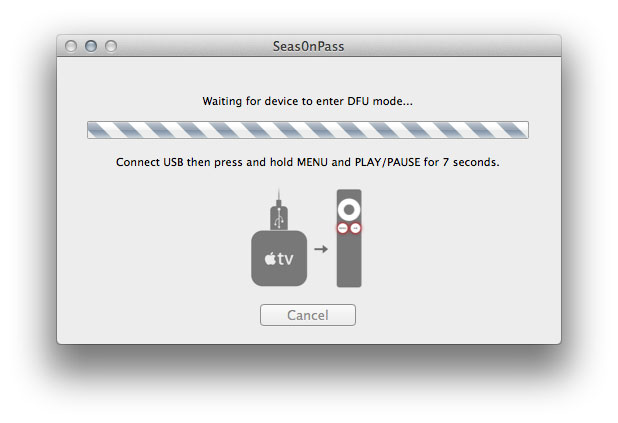 Seas0nPass
Waiting for device to enter DFU mode...
Connect USB then press and hold MENU and PLAY/PAUSE for 7 seconds.
tv
Cancel